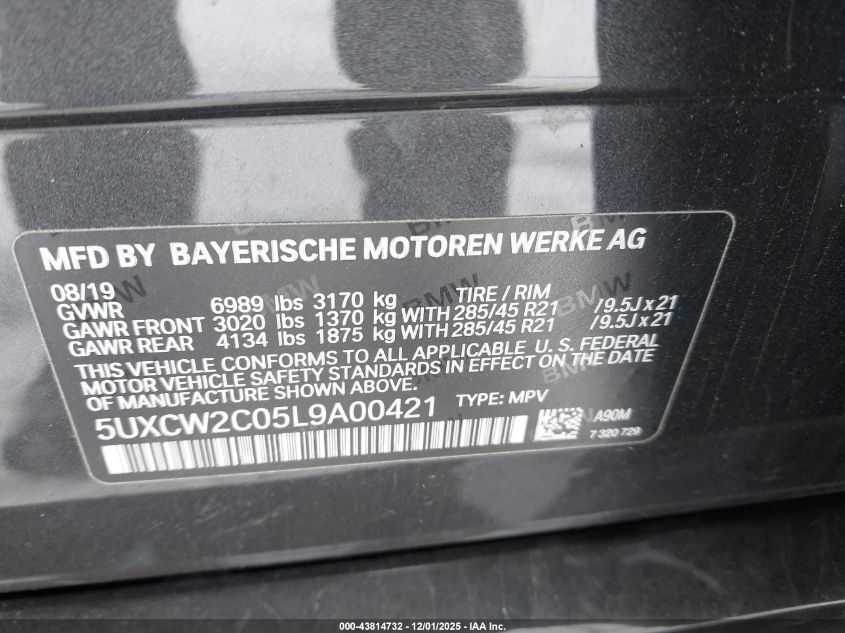 MFD BY BAYERISCHE MOTOREN WERKE AG
08/19 TIRE / RIM
GVWR 6989 lbs 3170 kg
GAWR FRONT 3020 lbs 1370 kg WITH 285/45 R21 /9.5J x 21
GAWR REAR 4134 lbs 1875 kg WITH 285/45 R21 /9.5J x 21
THIS VEHICLE CONFORMS TO ALL APPLICABLE U. S. FEDERAL
MOTOR VEHICLE SAFETY STANDARDS IN EFFECT ON THE DATE
OF MANUFACTURE SHOWN ABOVE.
5UXCW2C05L9A00421 TYPE: MPV
A90M
7 320 729
000-43814732 - 12/01/2025 - IAA Inc.